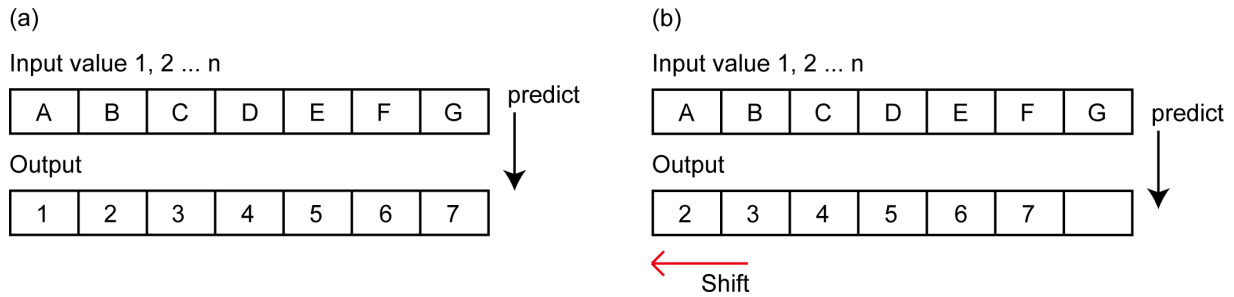 (a)
Input value 1, 2 ... n
A B C D E F G
predict
Output
1 2 3 4 5 6 7
(b)
Input value 1, 2 ... n
A B C D E F G
predict
Output
2 3 4 5 6 7
Shift